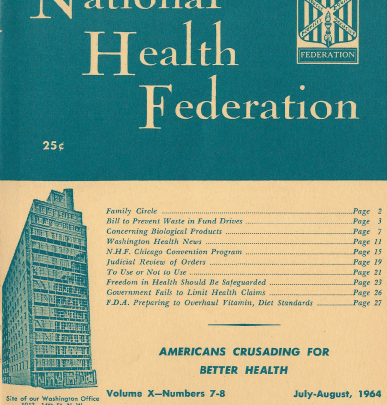 National
Health
Federation
FEDERATION
25¢
Family Circle ... Page 2
Bill to Prevent Waste in Fund Drives ... Page 3
Concerning Biological Products ... Page 7
Washington Health News ... Page 11
N.H.F. Chicago Convention Program ... Page 15
Judicial Review of Orders ... Page 19
To Use or Not to Use ... Page 21
Freedom in Health Should Be Safeguarded ... Page 23
Government Fails to Limit Health Claims ... Page 26
F.D.A. Preparing to Overhaul Vitamin, Diet Standards ... Page 27
AMERICANS CRUSADING FOR
BETTER HEALTH
Site of our Washington Office
Volume X—Numbers 7-8 July-August, 1964